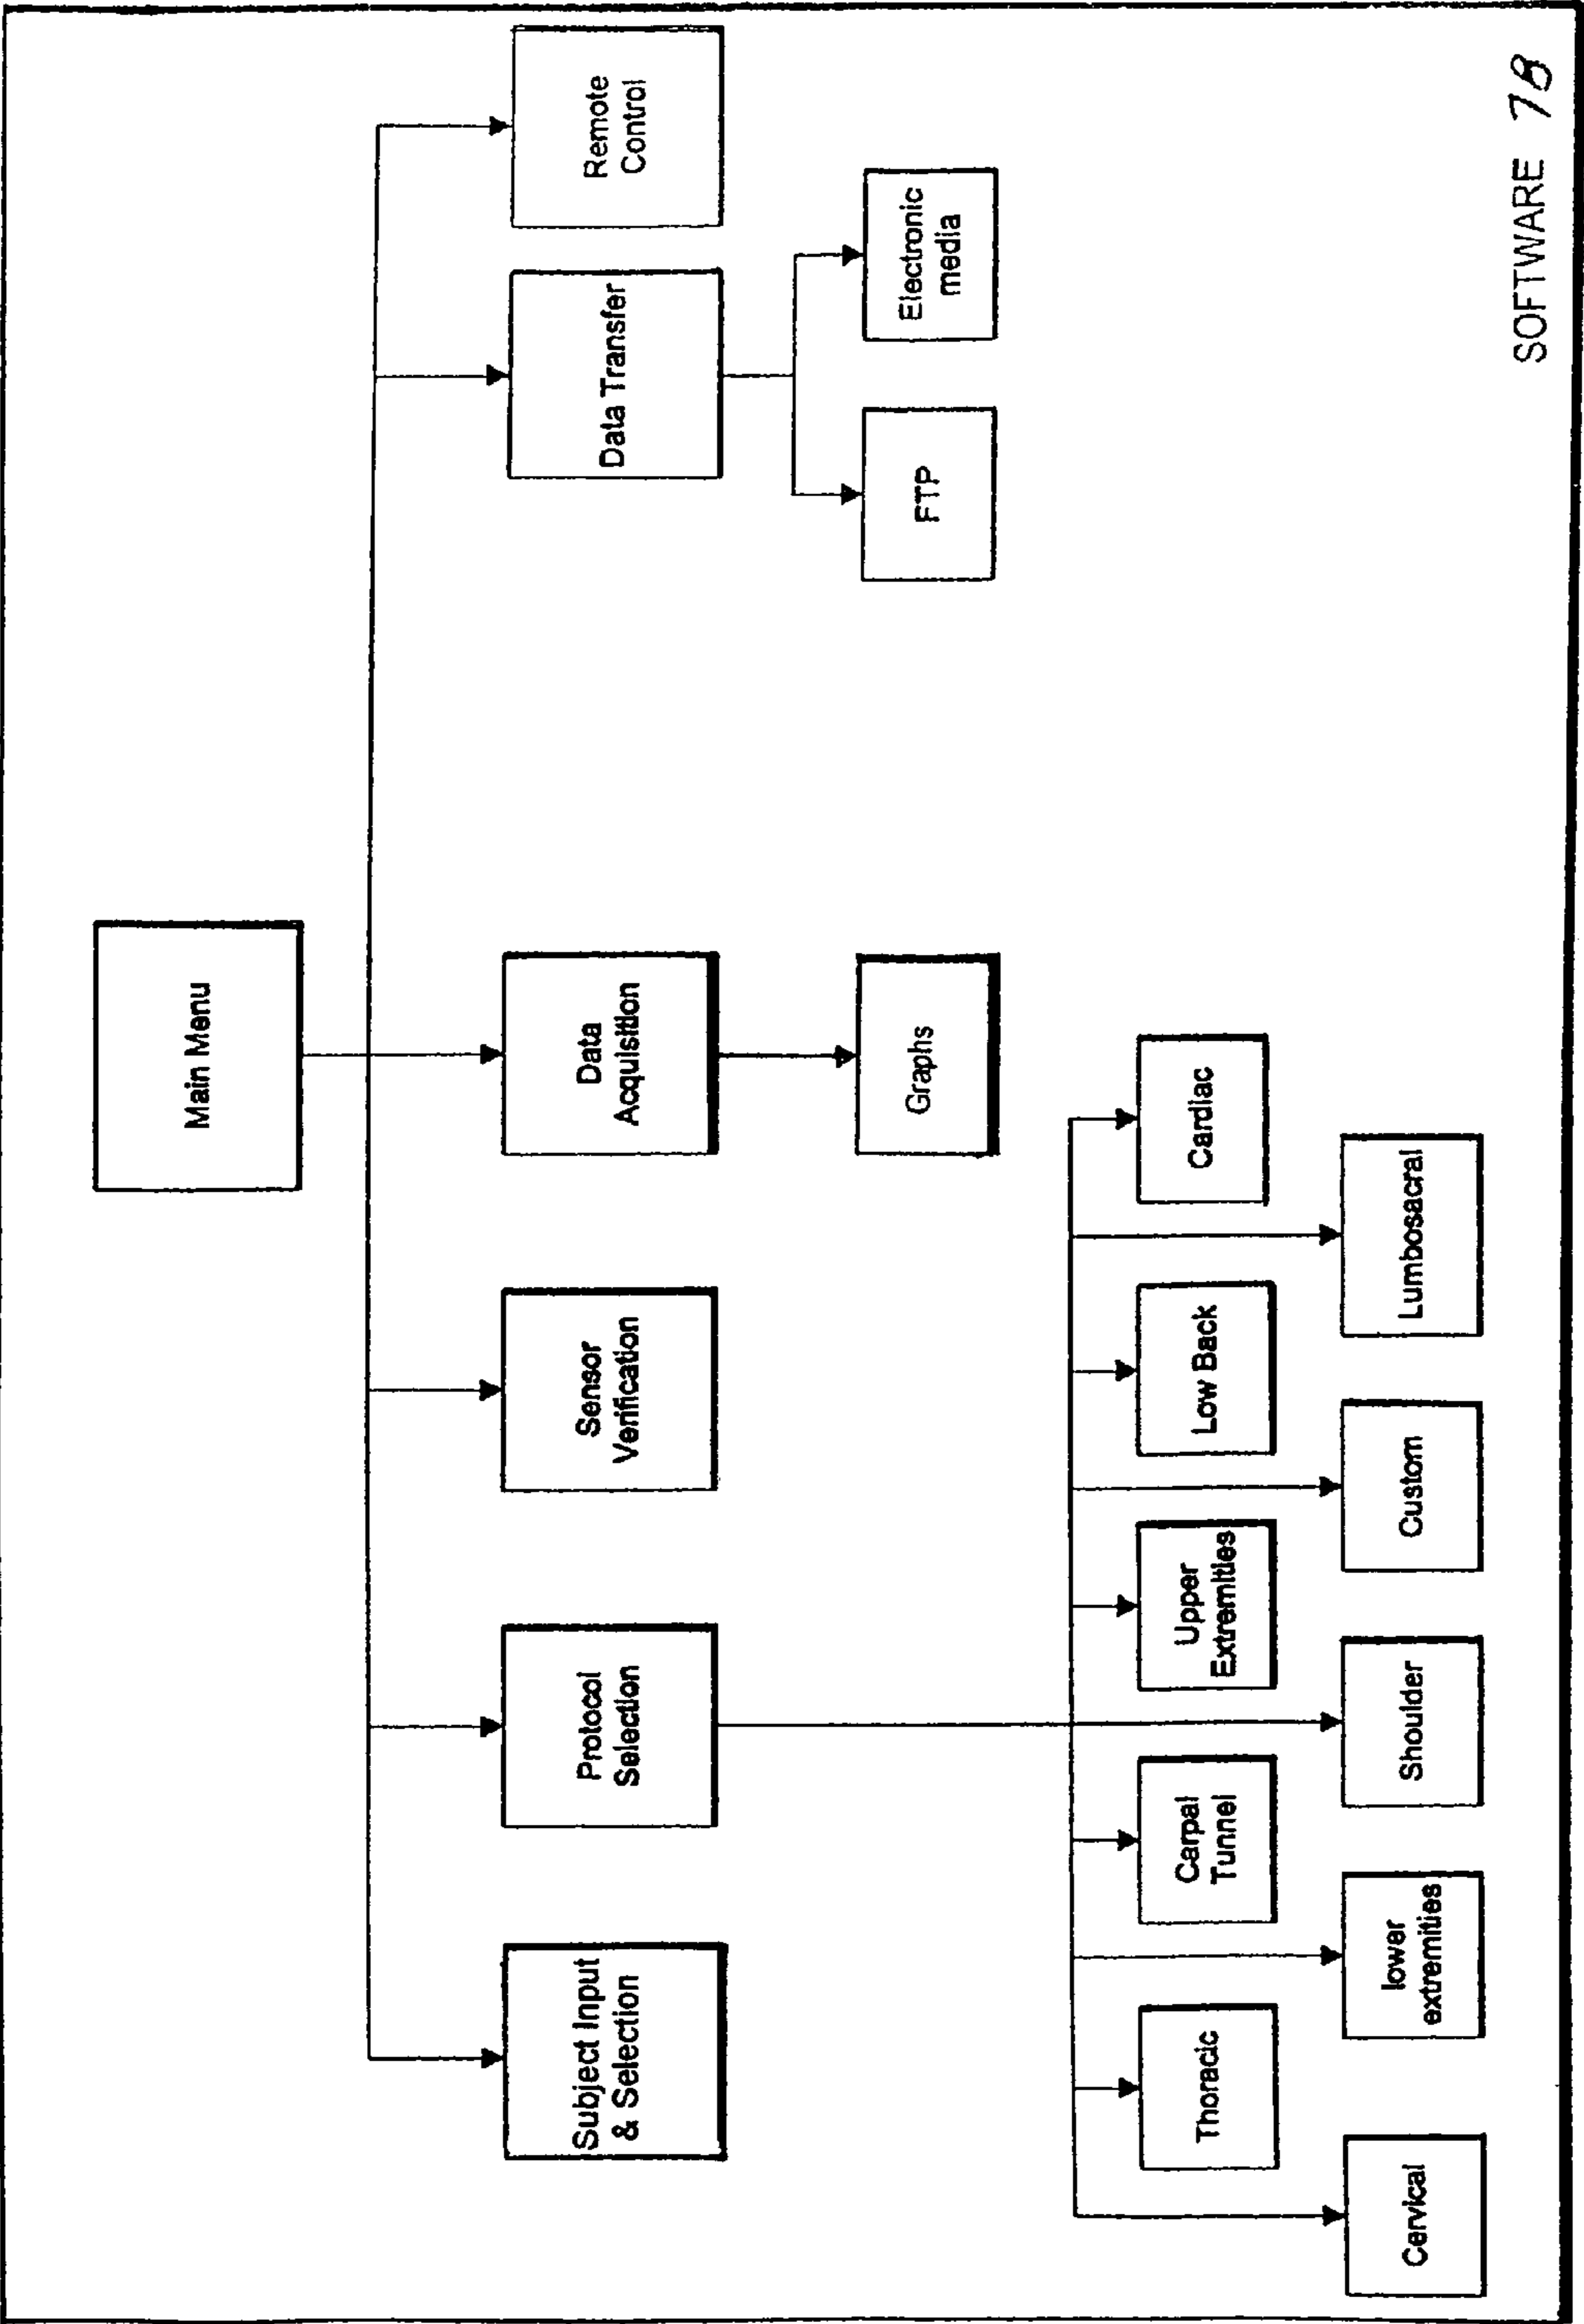 Main Menu
Subject Input
& Selection
Protocol
Selection
Sensor
Verification
Data
Acquisition
Data Transfer
Remote
Control
Graphs
FTP
Electronic
media
Thoracic
Carpal
Tunnel
Upper
Extremities
Low Back
Cardiac
Cervical
lower
extremities
Shoulder
Custom
Lumbosacral
SOFTWARE 78